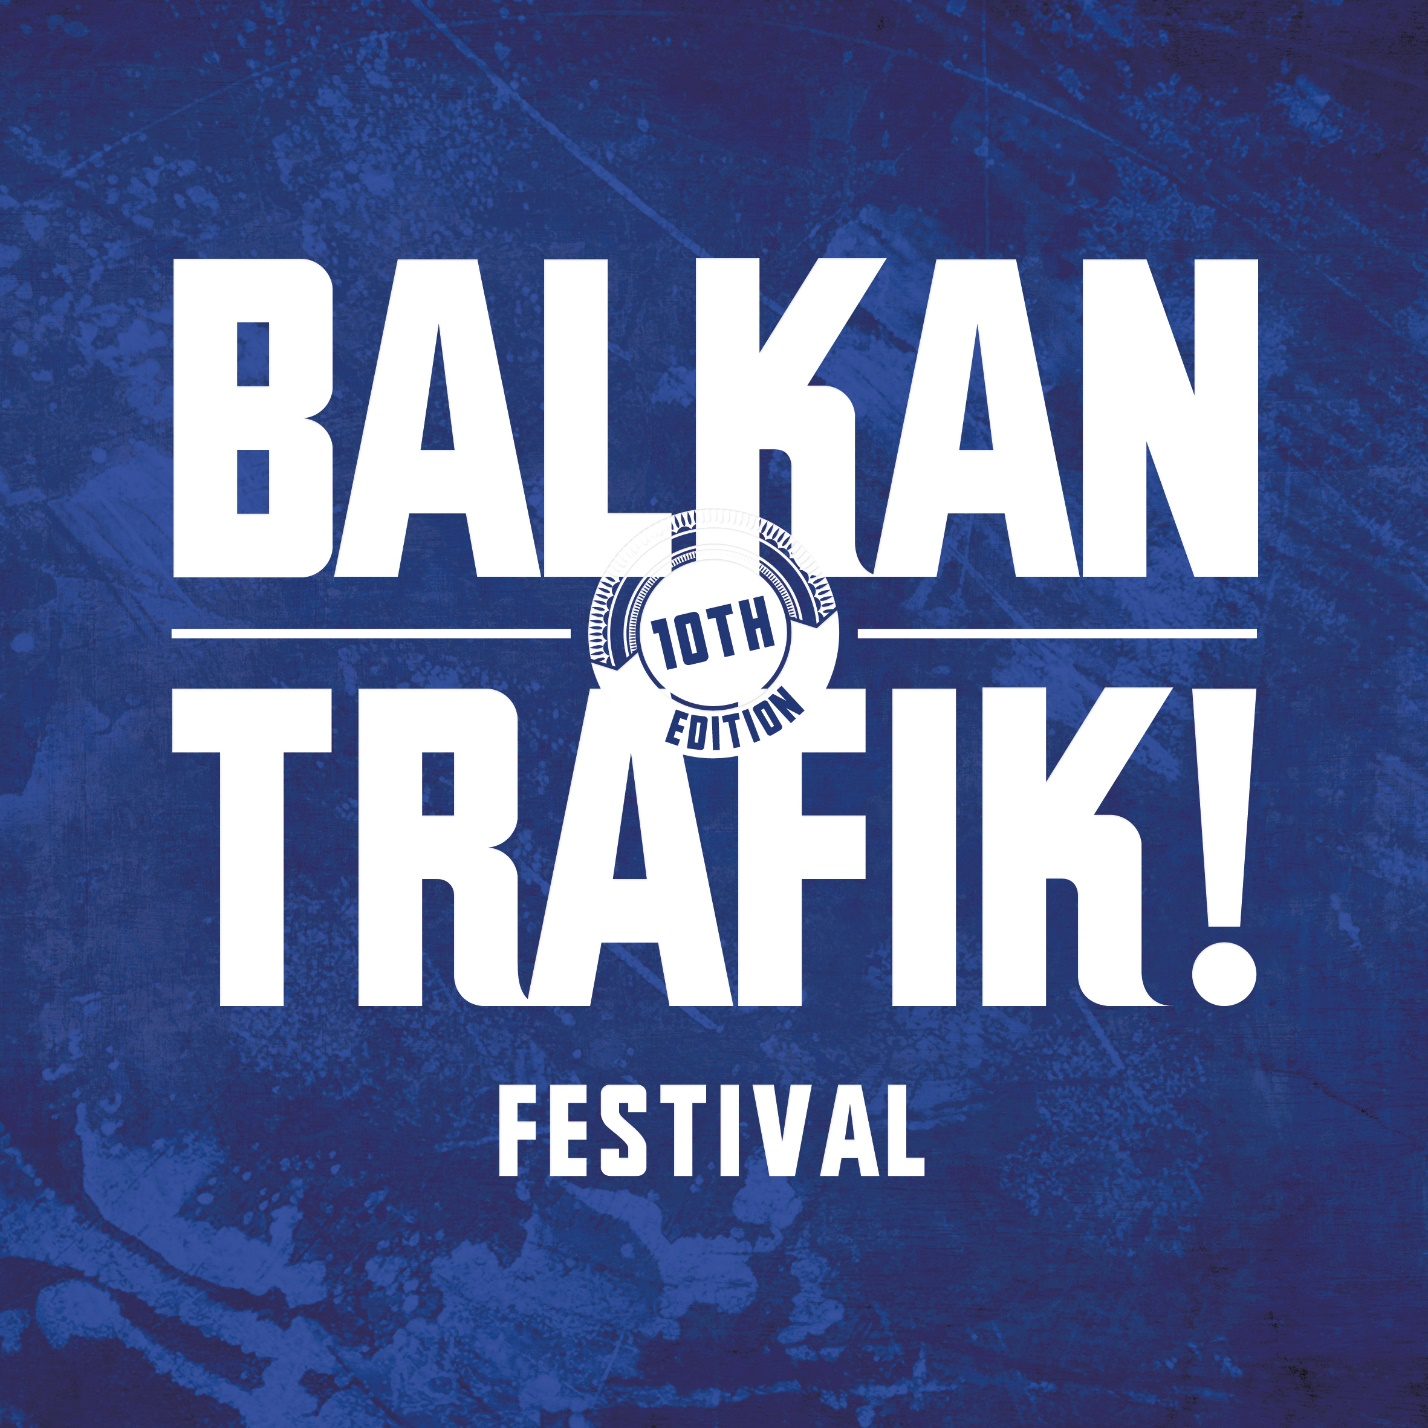 BALKAN
10TH
EDITION
TRAFIK!
FESTIVAL